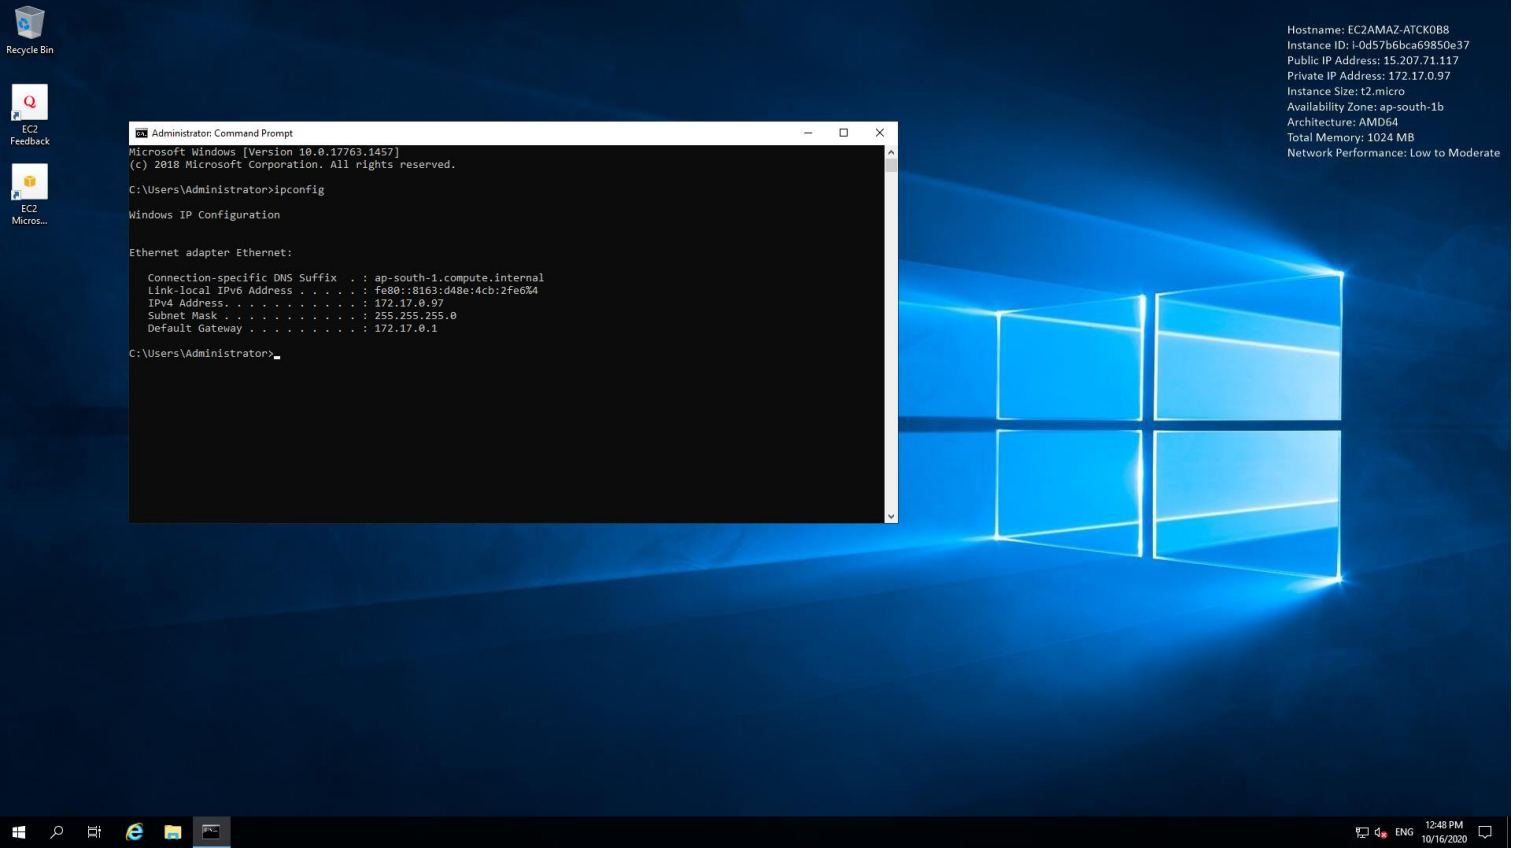 Recycle Bin
Q
EC2
Feedback
EC2
Micros...
Administrator: Command Prompt
Microsoft Windows [Version 10.0.17763.1457]
(c) 2018 Microsoft Corporation. All rights reserved.
C:\Users\Administrator>ipconfig
Windows IP Configuration
Ethernet adapter Ethernet:
Connection-specific DNS Suffix  . : ap-south-1.compute.internal
Link-local IPv6 Address . . . . . : fe80::8163:d48e:4cb:2fe6%4
IPv4 Address. . . . . . . . . . . : 172.17.0.97
Subnet Mask . . . . . . . . . . . : 255.255.255.0
Default Gateway . . . . . . . . . : 172.17.0.1
C:\Users\Administrator>
Hostname: EC2AMAZ-ATCK0B8
Instance ID: i-0d57b6bca69850e37
Public IP Address: 15.207.71.117
Private IP Address: 172.17.0.97
Instance Size: t2.micro
Availability Zone: ap-south-1b
Architecture: AMD64
Total Memory: 1024 MB
Network Performance: Low to Moderate
ENG
12:48 PM
10/16/2020